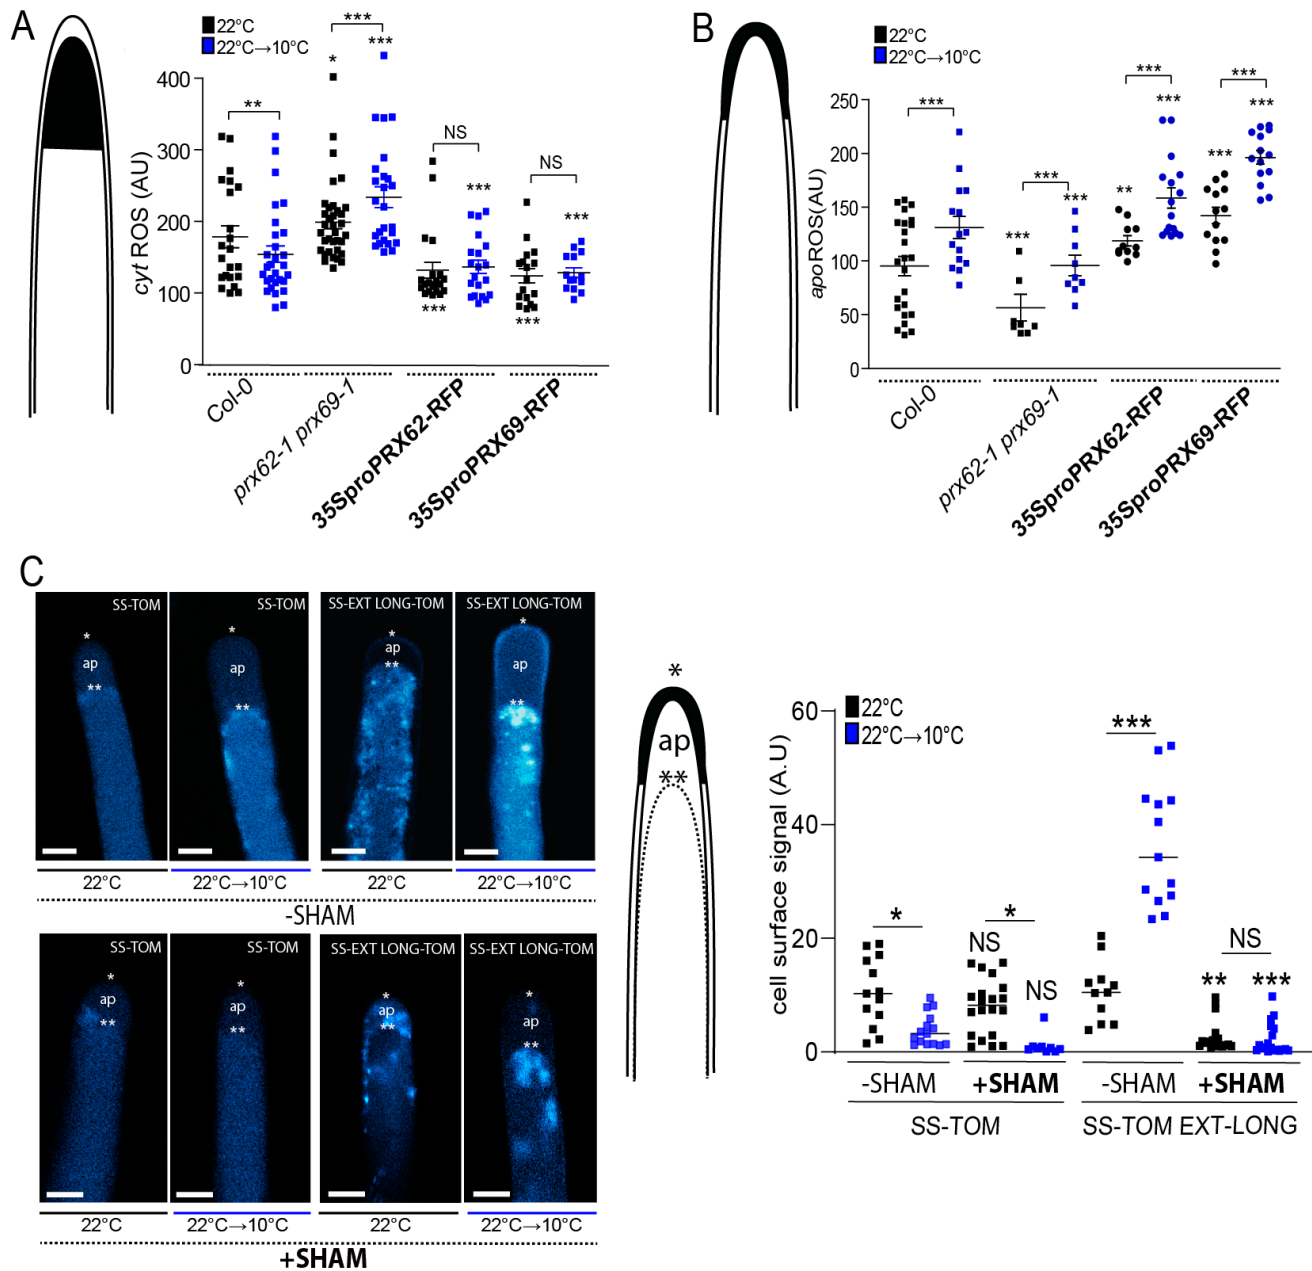 A
22°C
22°C→10°C
***
***
*
**
NS
NS
***
***
***
***
cyt ROS (AU)
400
300
200
100
0
Col-0
prx62-1 prx69-1
35SproPRX62-RFP
35SproPRX69-RFP
B
22°C
22°C→10°C
***
***
***
***
***
***
***
***
**
***
apoROS(AU)
250
200
150
100
50
0
Col-0
prx62-1 prx69-1
35SproPRX62-RFP
35SproPRX69-RFP
C
SS-TOM
*
ap
**
SS-TOM
*
ap
**
SS-EXT LONG-TOM
*
ap
**
SS-EXT LONG-TOM
*
ap
**
22°C
22°C→10°C
22°C
22°C→10°C
-SHAM
SS-TOM
*
ap
**
SS-TOM
*
ap
**
SS-EXT LONG-TOM
*
ap
**
SS-EXT LONG-TOM
*
ap
**
22°C
22°C→10°C
22°C
22°C→10°C
+SHAM
*
ap
**
22°C
22°C→10°C
cell surface signal (A.U)
60
40
20
0
*
*
NS
NS
***
NS
**
***
-SHAM
+SHAM
-SHAM
+SHAM
SS-TOM
SS-TOM EXT-LONG